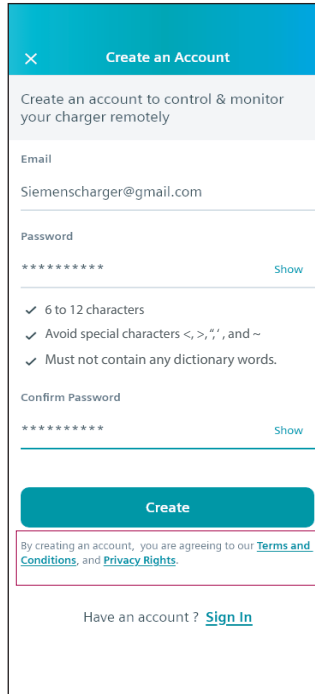 Create an Account
Create an account to control & monitor
your charger remotely
Email
Siemenscharger@gmail.com
Password
**********
Show
6 to 12 characters
Avoid special characters <, >, “,‘ , and ~
Must not contain any dictionary words.
Confirm Password
**********
Show
Create
By creating an account, you are agreeing to our Terms and
Conditions, and Privacy Rights.
Have an account ? Sign In